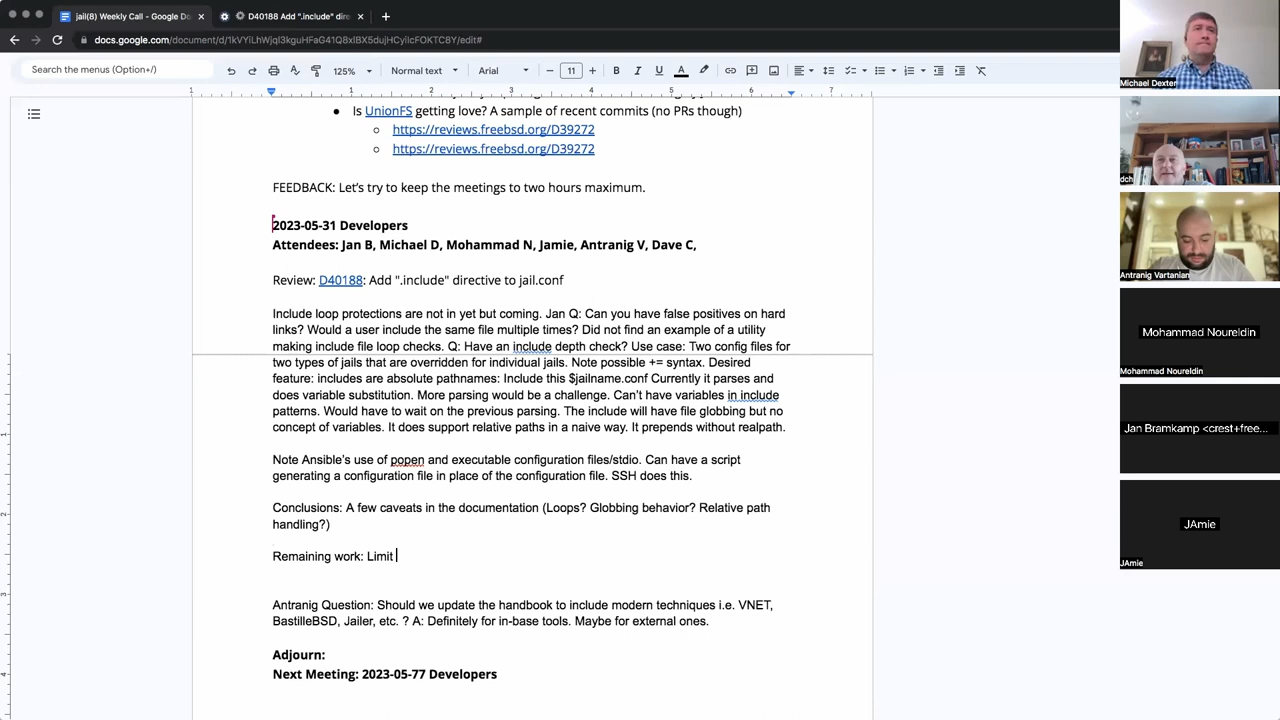 jail(8) Weekly Call - Google Do
D40188 Add ".include" dire
docs.google.com/document/d/1kVYiLhWjql3kguHFaG41Q8xlBX5dujHCyilcFOKTC8Y/edit#
Search the menus (Option+/)
125%
Normal text
Arial
11
Is UnionFS getting love? A sample of recent commits (no PRs though)
https://reviews.freebsd.org/D39272
https://reviews.freebsd.org/D39272
FEEDBACK: Let's try to keep the meetings to two hours maximum.
2023-05-31 Developers
Attendees: Jan B, Michael D, Mohammad N, Jamie, Antranig V, Dave C,
Review: D40188: Add ".include" directive to jail.conf
Include loop protections are not in yet but coming. Jan Q: Can you have false positives on hard
links? Would a user include the same file multiple times? Did not find an example of a utility
making include file loop checks. Q: Have an include depth check? Use case: Two config files for
two types of jails that are overridden for individual jails. Note possible += syntax. Desired
feature: includes are absolute pathnames: Include this $jailname.conf Currently it parses and
does variable substitution. More parsing would be a challenge. Can't have variables in include
patterns. Would have to wait on the previous parsing. The include will have file globbing but no
concept of variables. It does support relative paths in a naive way. It prepends without realpath.
Note Ansible's use of popen and executable configuration files/stdio. Can have a script
generating a configuration file in place of the configuration file. SSH does this.
Conclusions: A few caveats in the documentation (Loops? Globbing behavior? Relative path
handling?)
Remaining work: Limit
Antranig Question: Should we update the handbook to include modern techniques i.e. VNET,
BastilleBSD, Jailer, etc. ? A: Definitely for in-base tools. Maybe for external ones.
Adjourn:
Next Meeting: 2023-05-77 Developers
Michael Dexter
dch
Antranig Vartanian
Mohammad Noureldin
Mohammad Noureldin
Jan Bramkamp <crest+free...
JAmie
JAmie